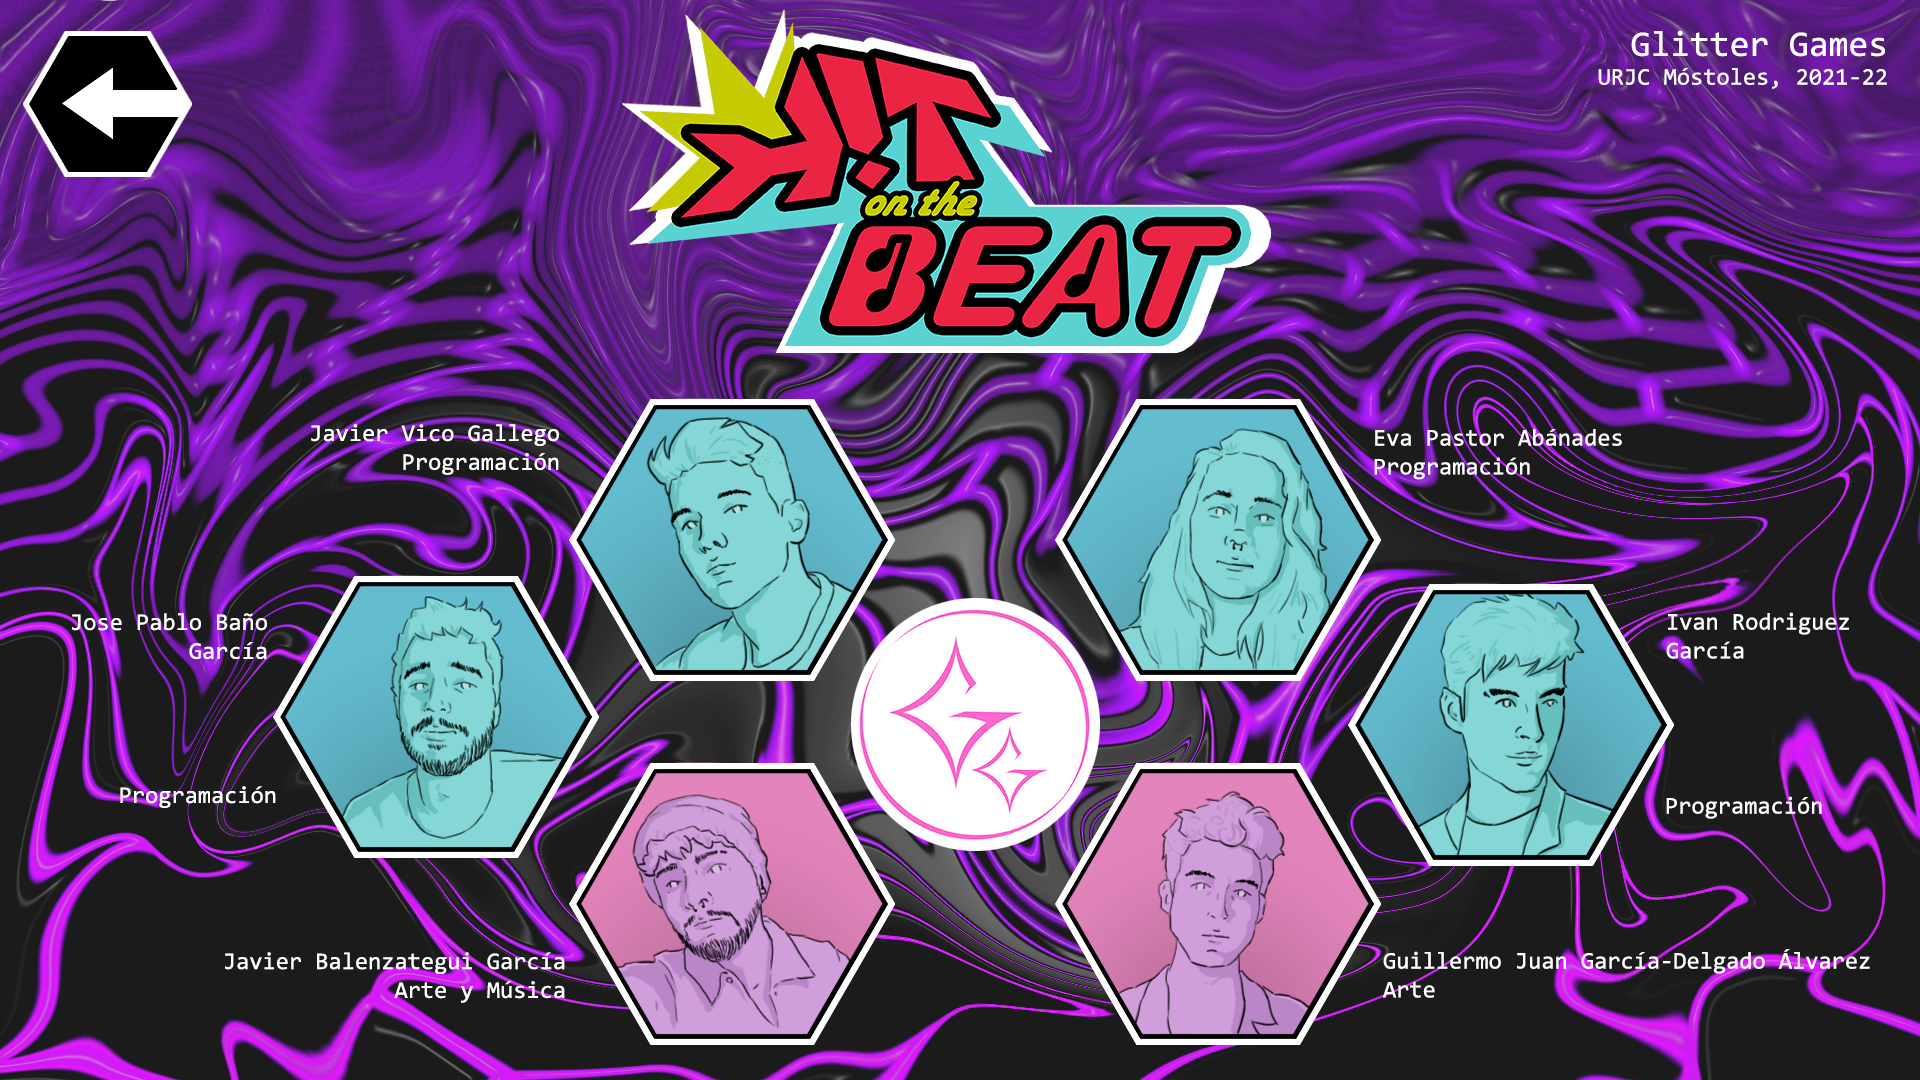 Glitter Games
URJC Móstoles, 2021-22
H!T
on the
BEAT
Javier Vico Gallego
Programación
Eva Pastor Abánades
Programación
Jose Pablo Baño
García
Programación
Ivan Rodriguez
García
Programación
Javier Balenzategui García
Arte y Música
Guillermo Juan García-Delgado Álvarez
Arte